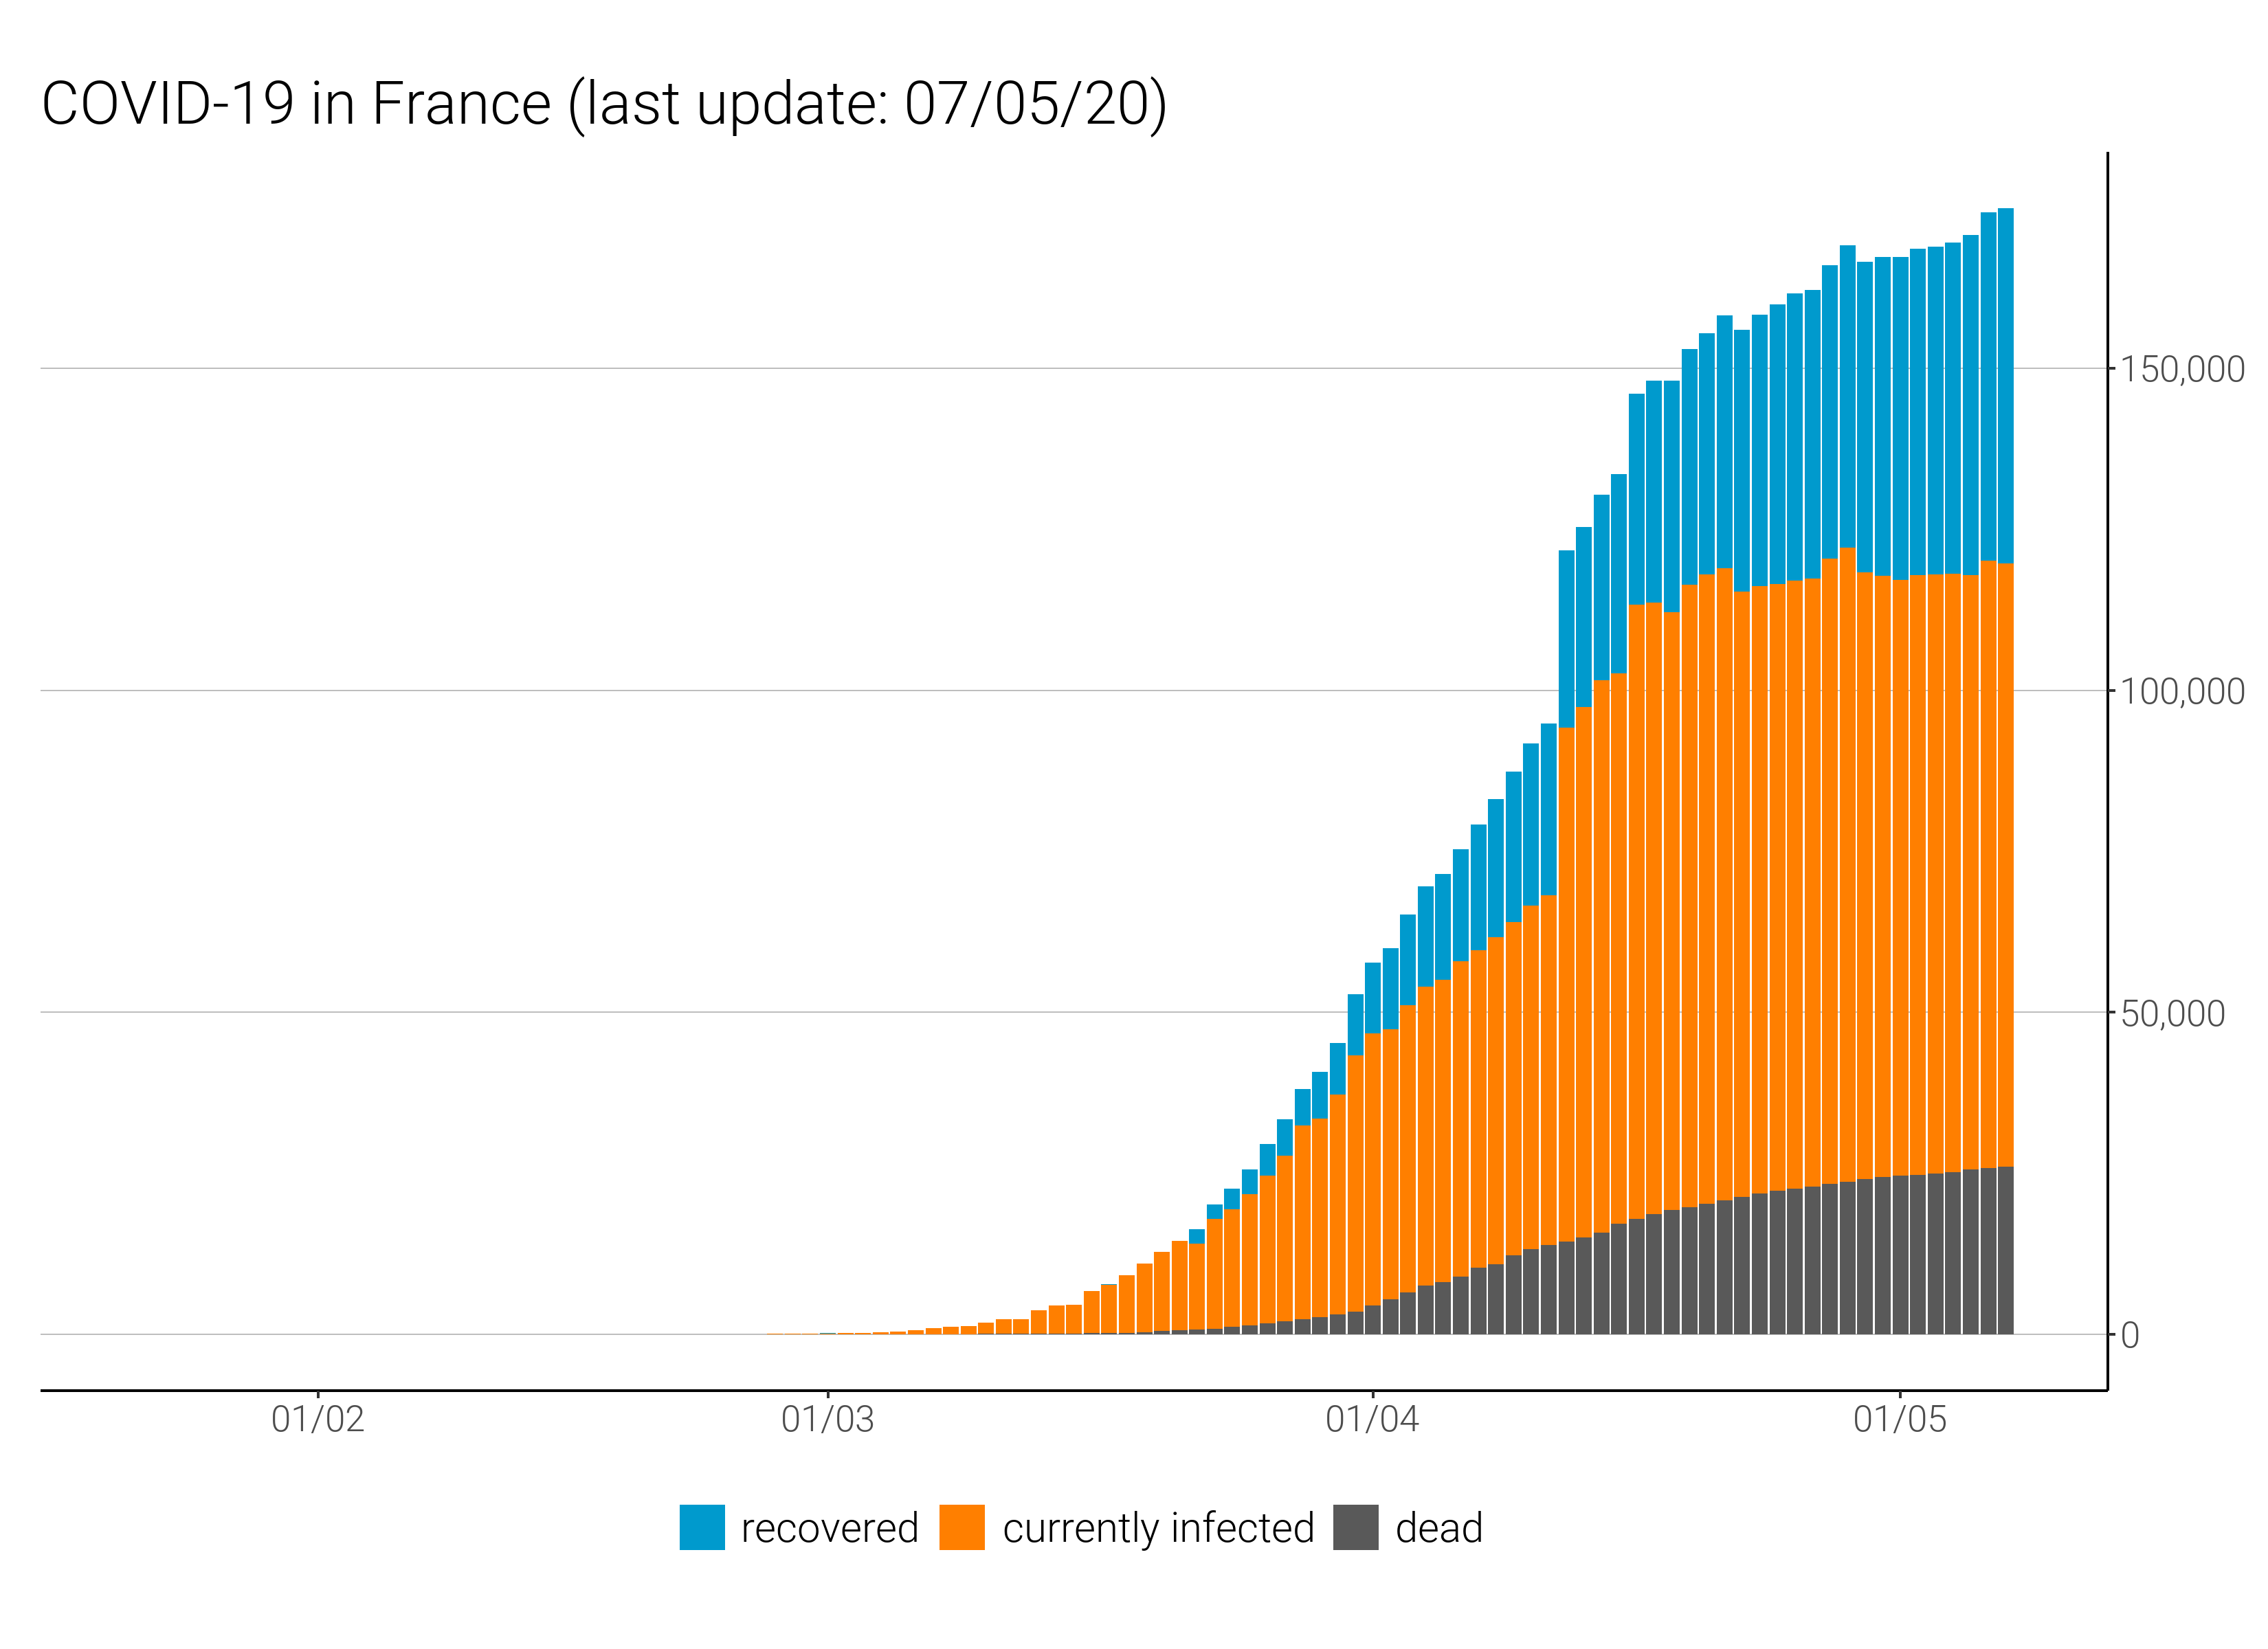 COVID-19 in France (last update: 07/05/20)
150,000
100,000
50,000
0
01/02 01/03 01/04 01/05
recovered currently infected dead